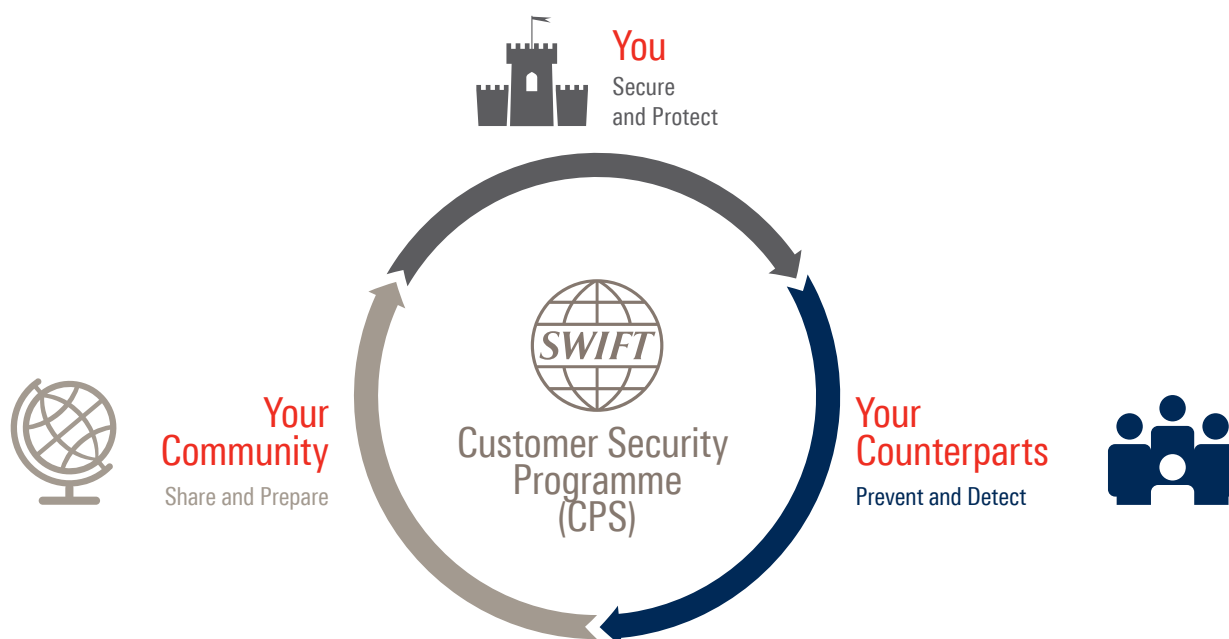 You
Secure
and Protect
SWIFT
Customer Security
Programme
(CPS)
Your
Community
Share and Prepare
Your
Counterparts
Prevent and Detect